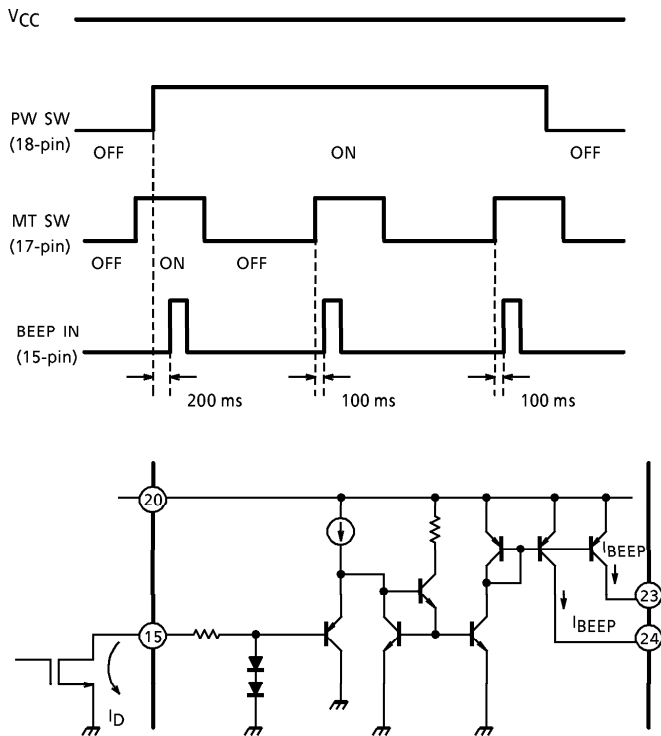 VCC
PW SW
(18-pin)
OFF ON OFF
MT SW
(17-pin)
OFF ON OFF
BEEP IN
(15-pin)
200 ms 100 ms 100 ms
20
IBEEP
23
15
IBEEP
24
ID